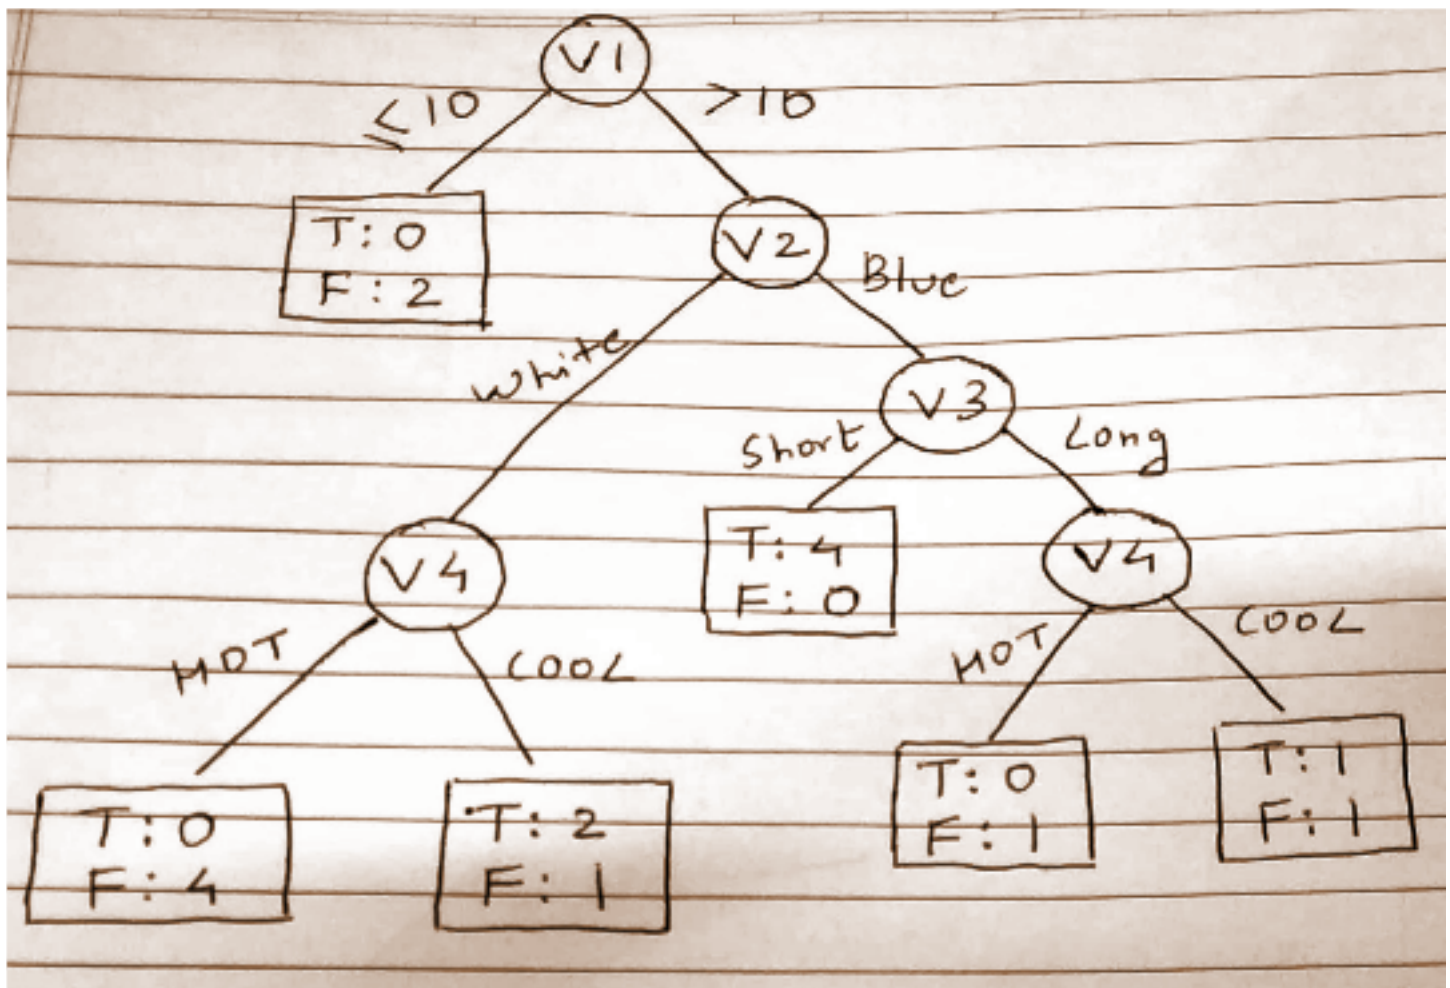 V1
≤10
>10
T: 0
F: 2
V2
White
Blue
V3
Short
Long
V4
T: 4
F: 0
V4
HOT
COOL
HOT
COOL
T: 0
F: 4
T: 2
F: 1
T: 0
F: 1
T: 1
F: 1